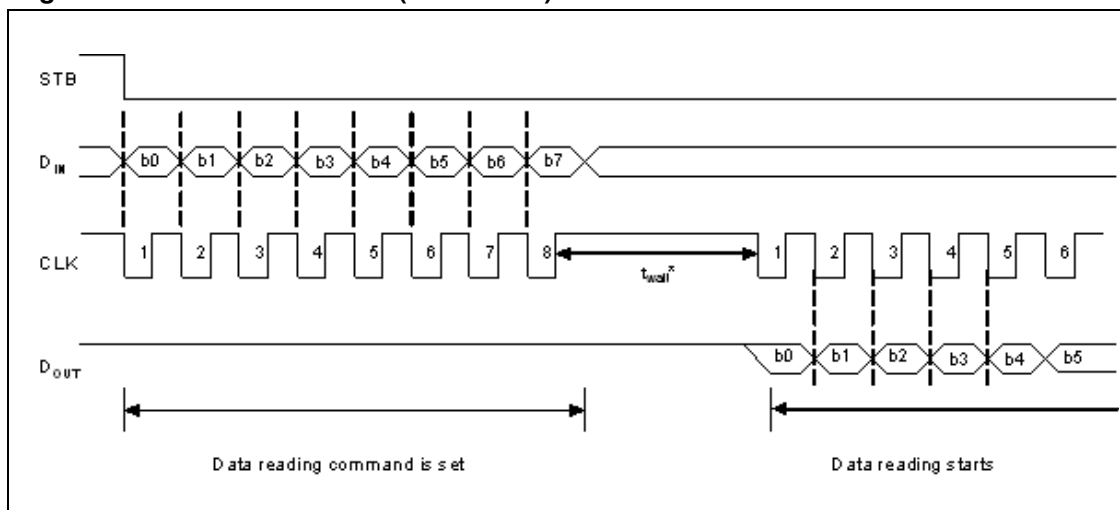 STB
D IN b0 b1 b2 b3 b4 b5 b6 b7
CLK 1 2 3 4 5 6 7 8 twait* 1 2 3 4 5 6
D OUT b0 b1 b2 b3 b4 b5
Data reading command is set Data reading starts